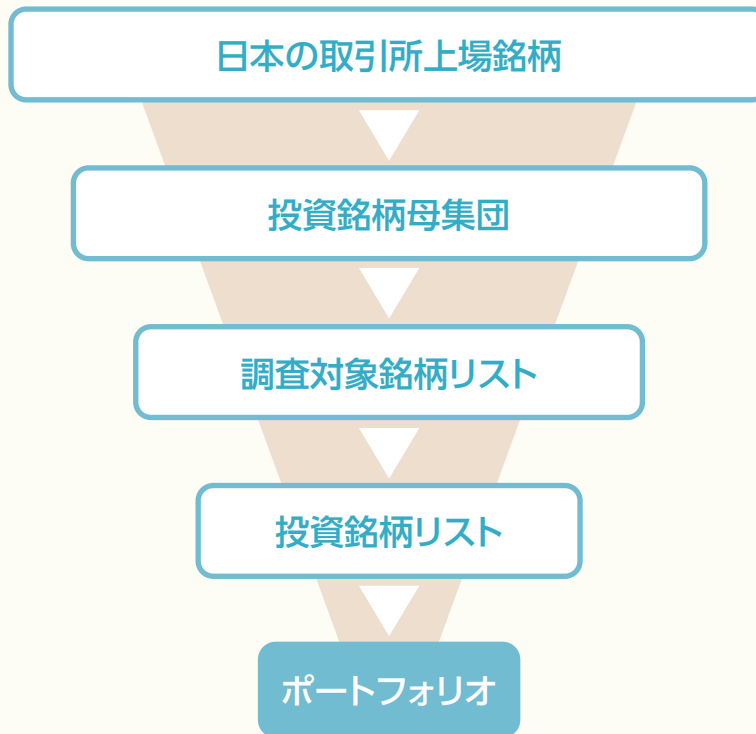 日本の取引所上場銘柄
投資銘柄母集団
調査対象銘柄リスト
投資銘柄リスト
ポートフォリオ